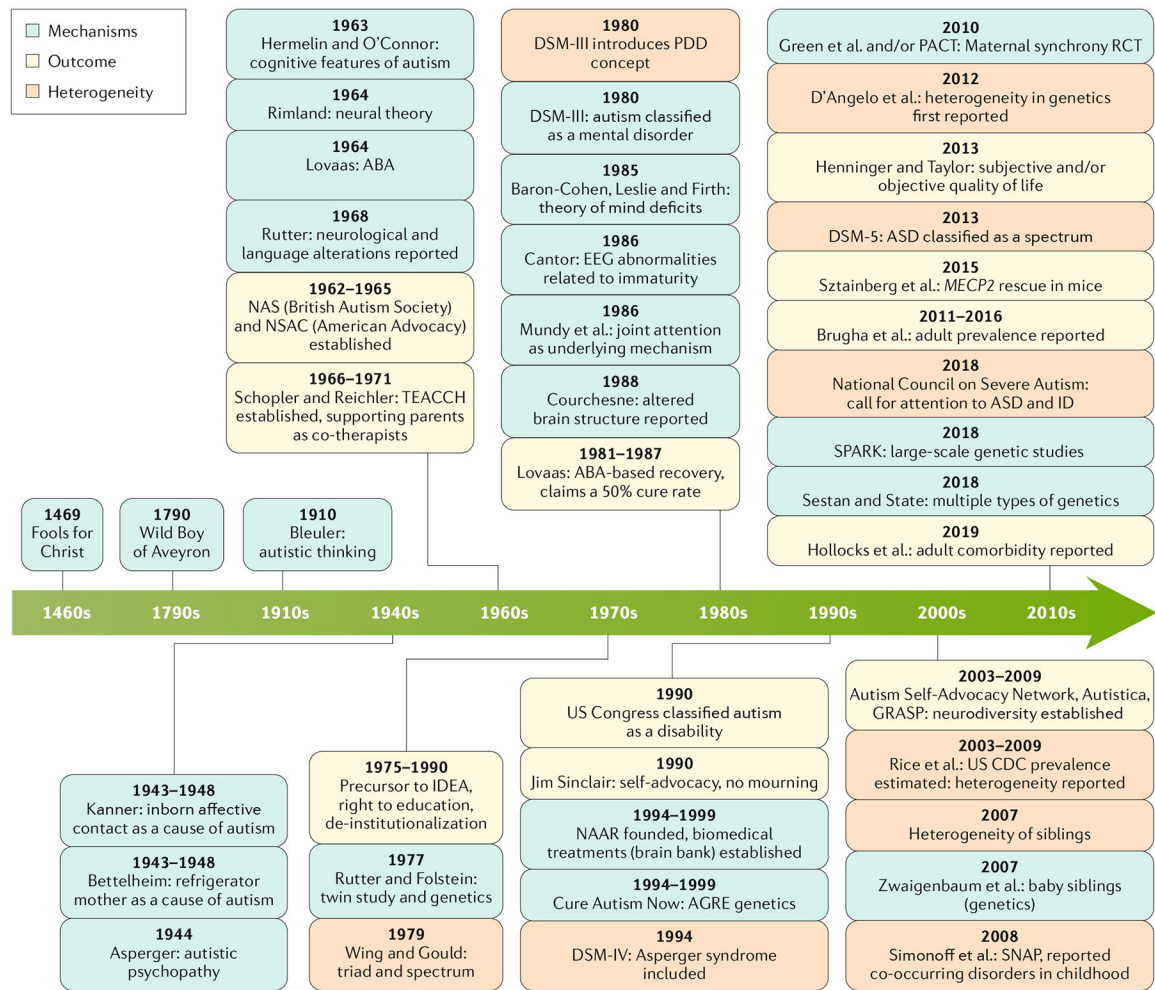 Mechanisms
Outcome
Heterogeneity
1963
Hermelin and O’Connor:
cognitive features of autism
1964
Rimland: neural theory
1964
Lovaas: ABA
1968
Rutter: neurological and
language alterations reported
1962–1965
NAS (British Autism Society)
and NSAC (American Advocacy)
established
1966–1971
Schopler and Reichler: TEACCH
established, supporting parents
as co-therapists
1980
DSM-III introduces PDD
concept
1980
DSM-III: autism classified
as a mental disorder
1985
Baron-Cohen, Leslie and Firth:
theory of mind deficits
1986
Cantor: EEG abnormalities
related to immaturity
1986
Mundy et al.: joint attention
as underlying mechanism
1988
Courchesne: altered
brain structure reported
1981–1987
Lovaas: ABA-based recovery,
claims a 50% cure rate
2010
Green et al. and/or PACT: Maternal synchrony RCT
2012
D’Angelo et al.: heterogeneity in genetics
first reported
2013
Henninger and Taylor: subjective and/or
objective quality of life
2013
DSM-5: ASD classified as a spectrum
2015
Sztainberg et al.: MECP2 rescue in mice
2011–2016
Brugha et al.: adult prevalence reported
2018
National Council on Severe Autism:
call for attention to ASD and ID
2018
SPARK: large-scale genetic studies
2018
Sestan and State: multiple types of genetics
2019
Hollocks et al.: adult comorbidity reported
1469
Fools for
Christ
1790
Wild Boy
of Aveyron
1910
Bleuler:
autistic thinking
1460s 1790s 1910s 1940s 1960s 1970s 1980s 1990s 2000s 2010s
1943–1948
Kanner: inborn affective
contact as a cause of autism
1943–1948
Bettelheim: refrigerator
mother as a cause of autism
1944
Asperger: autistic
psychopathy
1975–1990
Precursor to IDEA,
right to education,
de-institutionalization
1977
Rutter and Folstein:
twin study and genetics
1979
Wing and Gould:
triad and spectrum
1990
US Congress classified autism
as a disability
1990
Jim Sinclair: self-advocacy, no mourning
1994–1999
NAAR founded, biomedical
treatments (brain bank) established
1994–1999
Cure Autism Now: AGRE genetics
1994
DSM-IV: Asperger syndrome
included
2003–2009
Autism Self-Advocacy Network, Autistica,
GRASP: neurodiversity established
2003–2009
Rice et al.: US CDC prevalence
estimated: heterogeneity reported
2007
Heterogeneity of siblings
2007
Zwaigenbaum et al.: baby siblings
(genetics)
2008
Simonoff et al.: SNAP, reported
co-occurring disorders in childhood